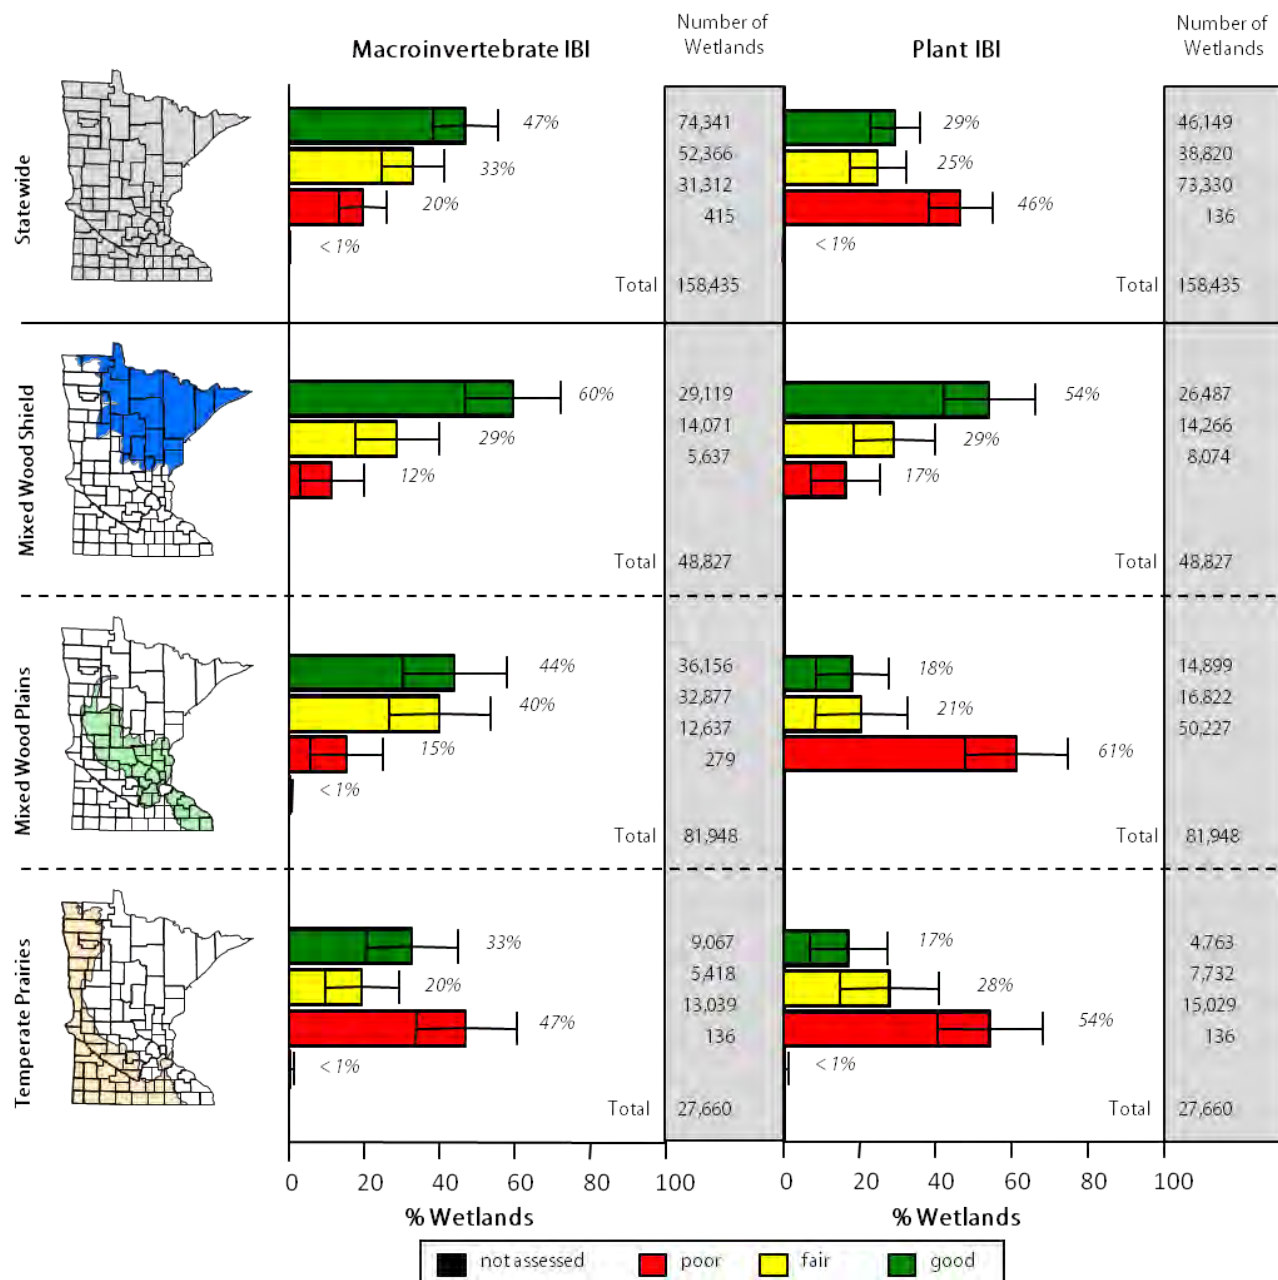 Macroinvertebrate IBI
Number of
Wetlands
Plant IBI
Number of
Wetlands
Statewide
47%
33%
20%
< 1%
74,341
52,366
31,312
415
Total 158,435
29%
25%
46%
< 1%
46,149
38,820
73,330
136
Total 158,435
Mixed Wood Shield
60%
29%
12%
29,119
14,071
5,637
Total 48,827
54%
29%
17%
26,487
14,266
8,074
Total 48,827
Mixed Wood Plains
44%
40%
15%
< 1%
36,156
32,877
12,637
279
Total 81,948
18%
21%
61%
14,899
16,822
50,227
Total 81,948
Temperate Prairies
33%
20%
47%
< 1%
9,067
5,418
13,039
136
Total 27,660
17%
28%
54%
< 1%
4,763
7,732
15,029
136
Total 27,660
0 20 40 60 80 100
0 20 40 60 80 100
% Wetlands
% Wetlands
not assessed poor fair good